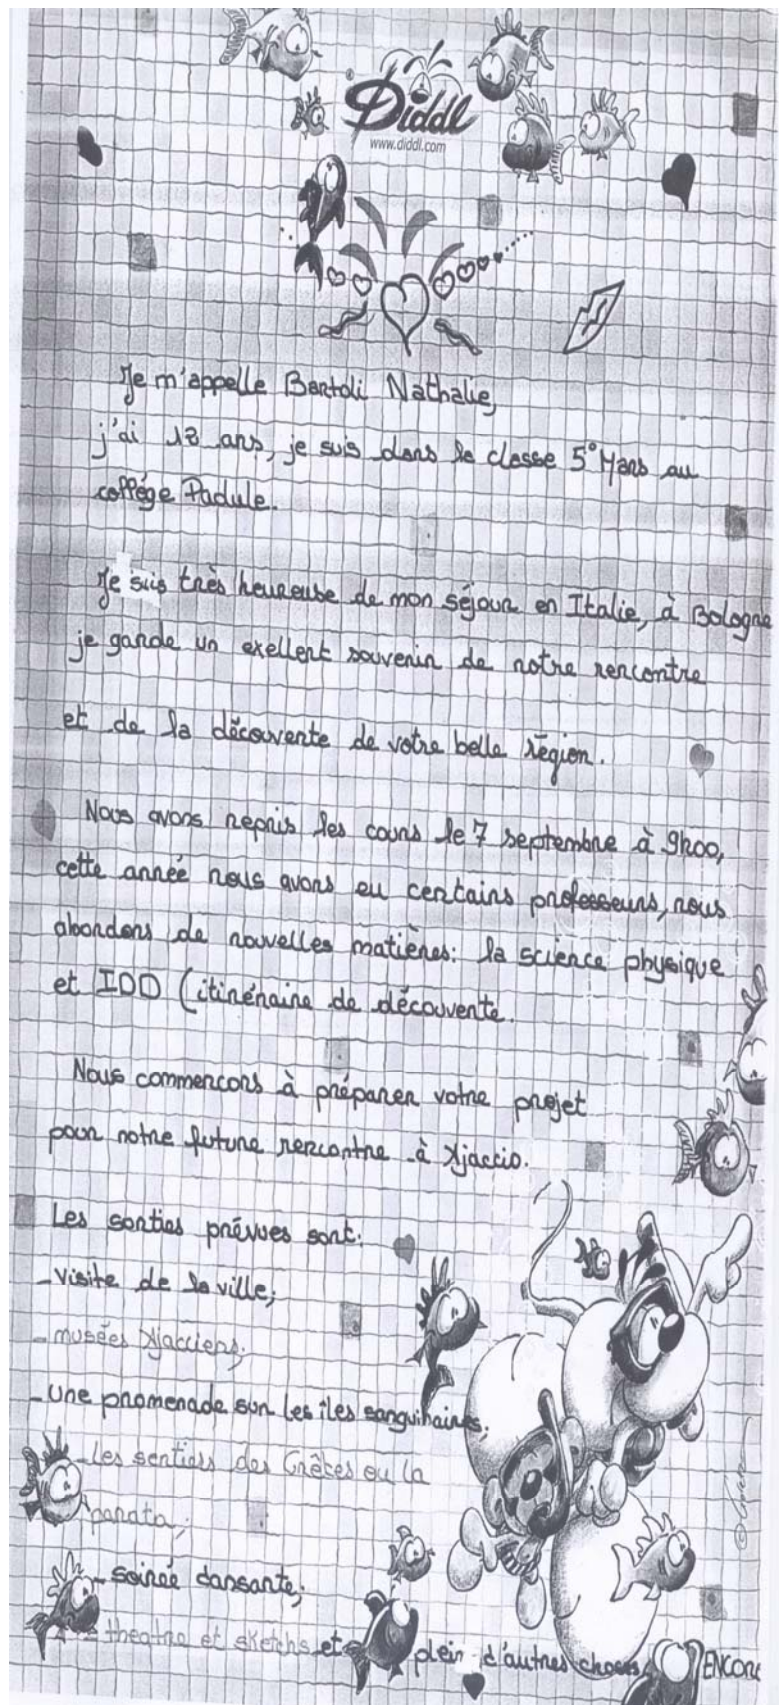 Diddl
www.diddl.com
Je m'appelle Bartoli Nathalie,
j'ai 12 ans, je suis dans la classe 5° Mars au
collège Padule.
Je suis très heureuse de mon séjour en Italie, à Bologne
je garde un exellent souvenir de notre rencontre
et de la découverte de votre belle région.
Nous avons repris les cours le 7 septembre à 9h00,
cette année nous avons eu certains professeurs, nous
abordons de nouvelles matières: la science physique
et IDD (itinéraire de découverte.
Nous commencons à préparer votre projet
pour notre future rencontre à Ajaccio.
Les sorties prévues sont:
- visite de la ville;
- musées Ajacciens;
- une promenade sur les îles sanguinaires;
- Les sentiers des Crêtes ou la
parata;
- soirée dansante;
- theatre et sketchs et plein d'autres choses ENCORE